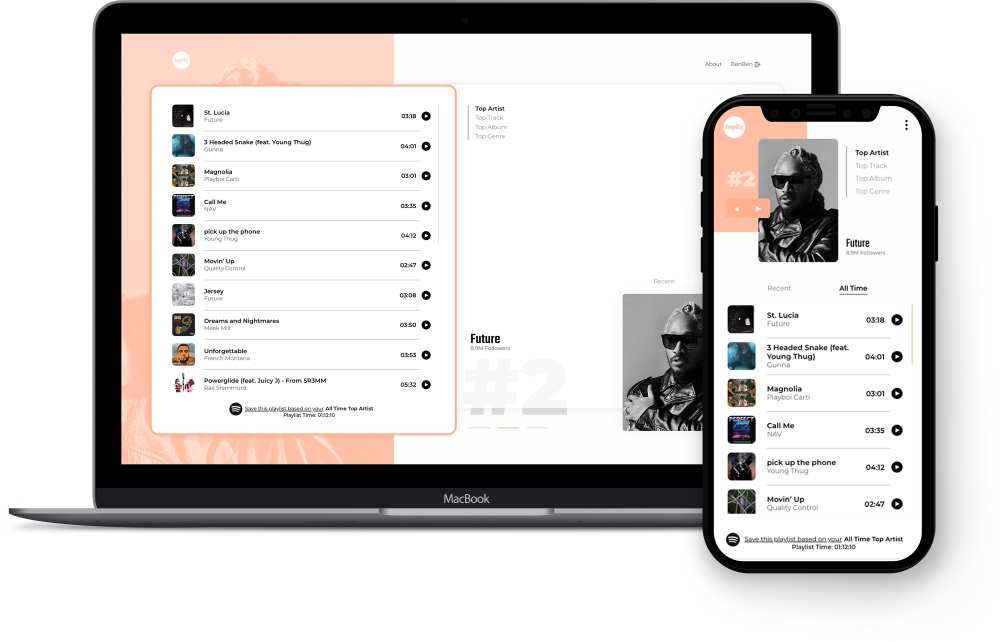 topify
About
BenBen
St. Lucia
Future
03:18
3 Headed Snake (feat. Young Thug)
Gunna
04:01
Magnolia
Playboi Carti
03:01
Call Me
NAV
03:35
pick up the phone
Young Thug
04:12
Movin' Up
Quality Control
02:47
Jersey
Future
03:08
Dreams and Nightmares
Meek Mill
03:50
Unforgettable
French Montana
03:53
Powerglide (feat. Juicy J) - From SR3MM
Rae Sremmurd
05:32
Save this playlist based on your All Time Top Artist
Playlist Time: 01:12:10
Top Artist
Top Track
Top Album
Top Genre
Recent
Future
8.9M Followers
#2
MacBook
topify
#2
Top Artist
Top Track
Top Album
Top Genre
Future
8.9M Followers
Recent
All Time
St. Lucia
Future
03:18
3 Headed Snake (feat.
Young Thug)
Gunna
04:01
Magnolia
Playboi Carti
03:01
PERFECT
Call Me
NAV
03:35
pick up the phone
Young Thug
04:12
Movin' Up
Quality Control
02:47
Save this playlist based on your All Time Top Artist
Playlist Time: 01:12:10